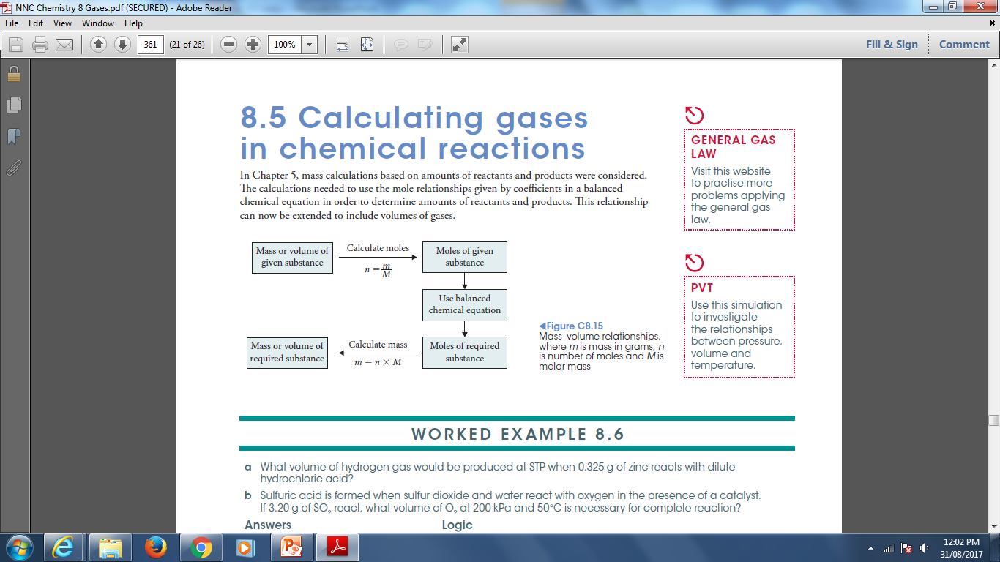 NNC Chemistry 8 Gases.pdf (SECURED) - Adobe Reader
File Edit View Window Help
361 (21 of 26) 100% Fill & Sign Comment
8.5 Calculating gases
in chemical reactions
In Chapter 5, mass calculations based on amounts of reactants and products were considered.
The calculations needed to use the mole relationships given by coefficients in a balanced
chemical equation in order to determine amounts of reactants and products. This relationship
can now be extended to include volumes of gases.
GENERAL GAS
LAW
Visit this website
to practise more
problems applying
the general gas
law.
Mass or volume of
given substance
Calculate moles
n = m/M
Moles of given
substance
Use balanced
chemical equation
Moles of required
substance
Calculate mass
m = n × M
Mass or volume of
required substance
◀Figure C8.15
Mass–volume relationships,
where m is mass in grams, n
is number of moles and M is
molar mass
PVT
Use this simulation
to investigate
the relationships
between pressure,
volume and
temperature.
WORKED EXAMPLE 8.6
a What volume of hydrogen gas would be produced at STP when 0.325 g of zinc reacts with dilute
hydrochloric acid?
b Sulfuric acid is formed when sulfur dioxide and water react with oxygen in the presence of a catalyst.
If 3.20 g of SO₂ react, what volume of O₂ at 200 kPa and 50°C is necessary for complete reaction?
Answers Logic
12:02 PM
31/08/2017